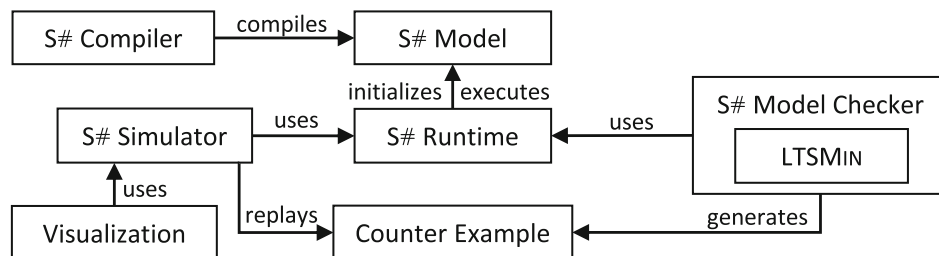 S# Compiler
compiles
S# Model
initializes executes
S# Simulator
uses
S# Runtime
uses
S# Model Checker
LTSMIN
uses
Visualization
replays
Counter Example
generates